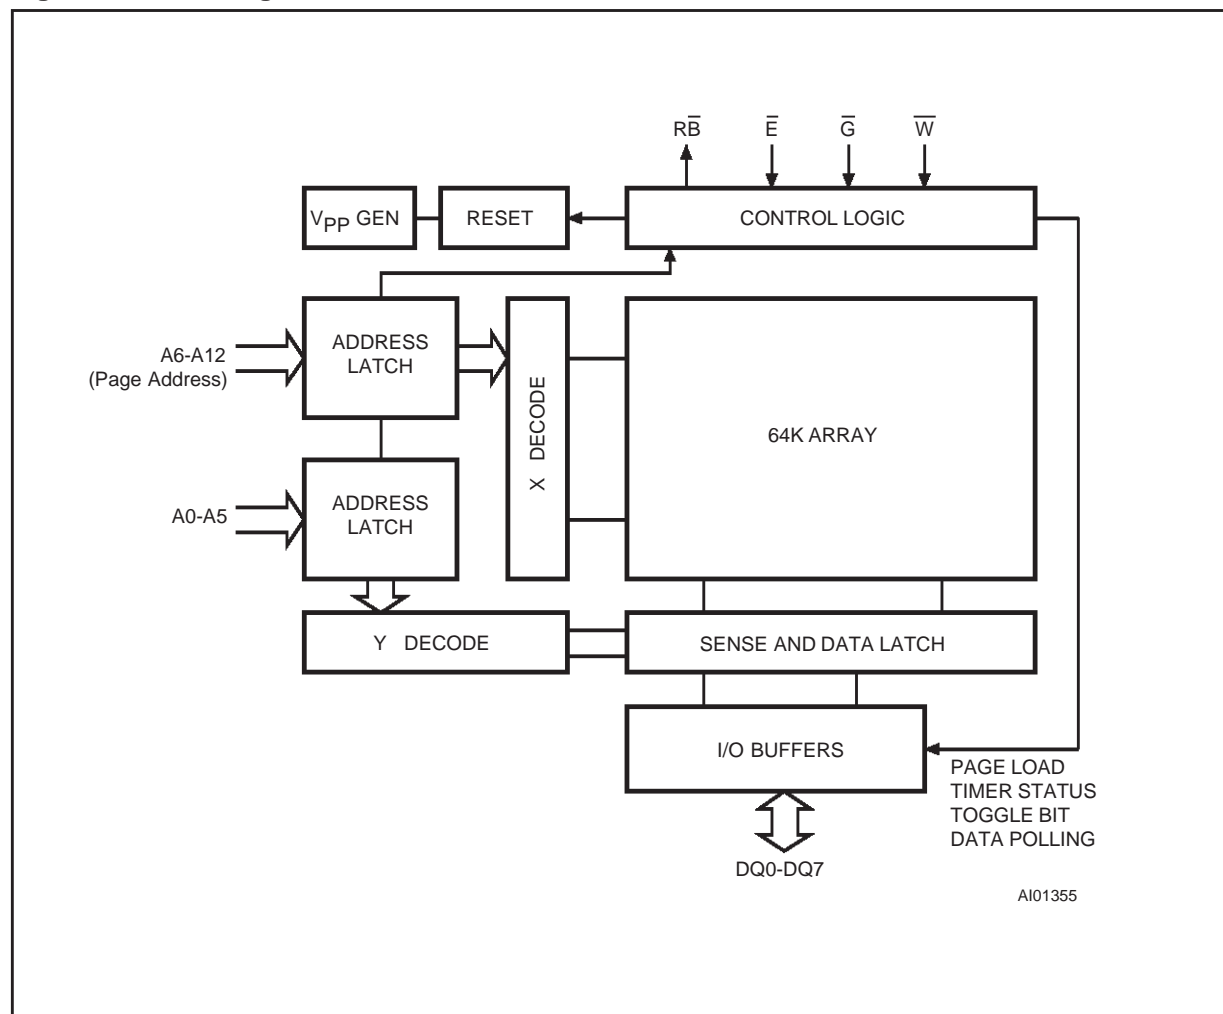 RB̅ E̅ G̅ W̅
VPP GEN
RESET
CONTROL LOGIC
A6-A12
(Page Address)
ADDRESS
LATCH
X DECODE
64K ARRAY
A0-A5
ADDRESS
LATCH
Y DECODE
SENSE AND DATA LATCH
I/O BUFFERS
PAGE LOAD
TIMER STATUS
TOGGLE BIT
DATA POLLING
DQ0-DQ7
AI01355